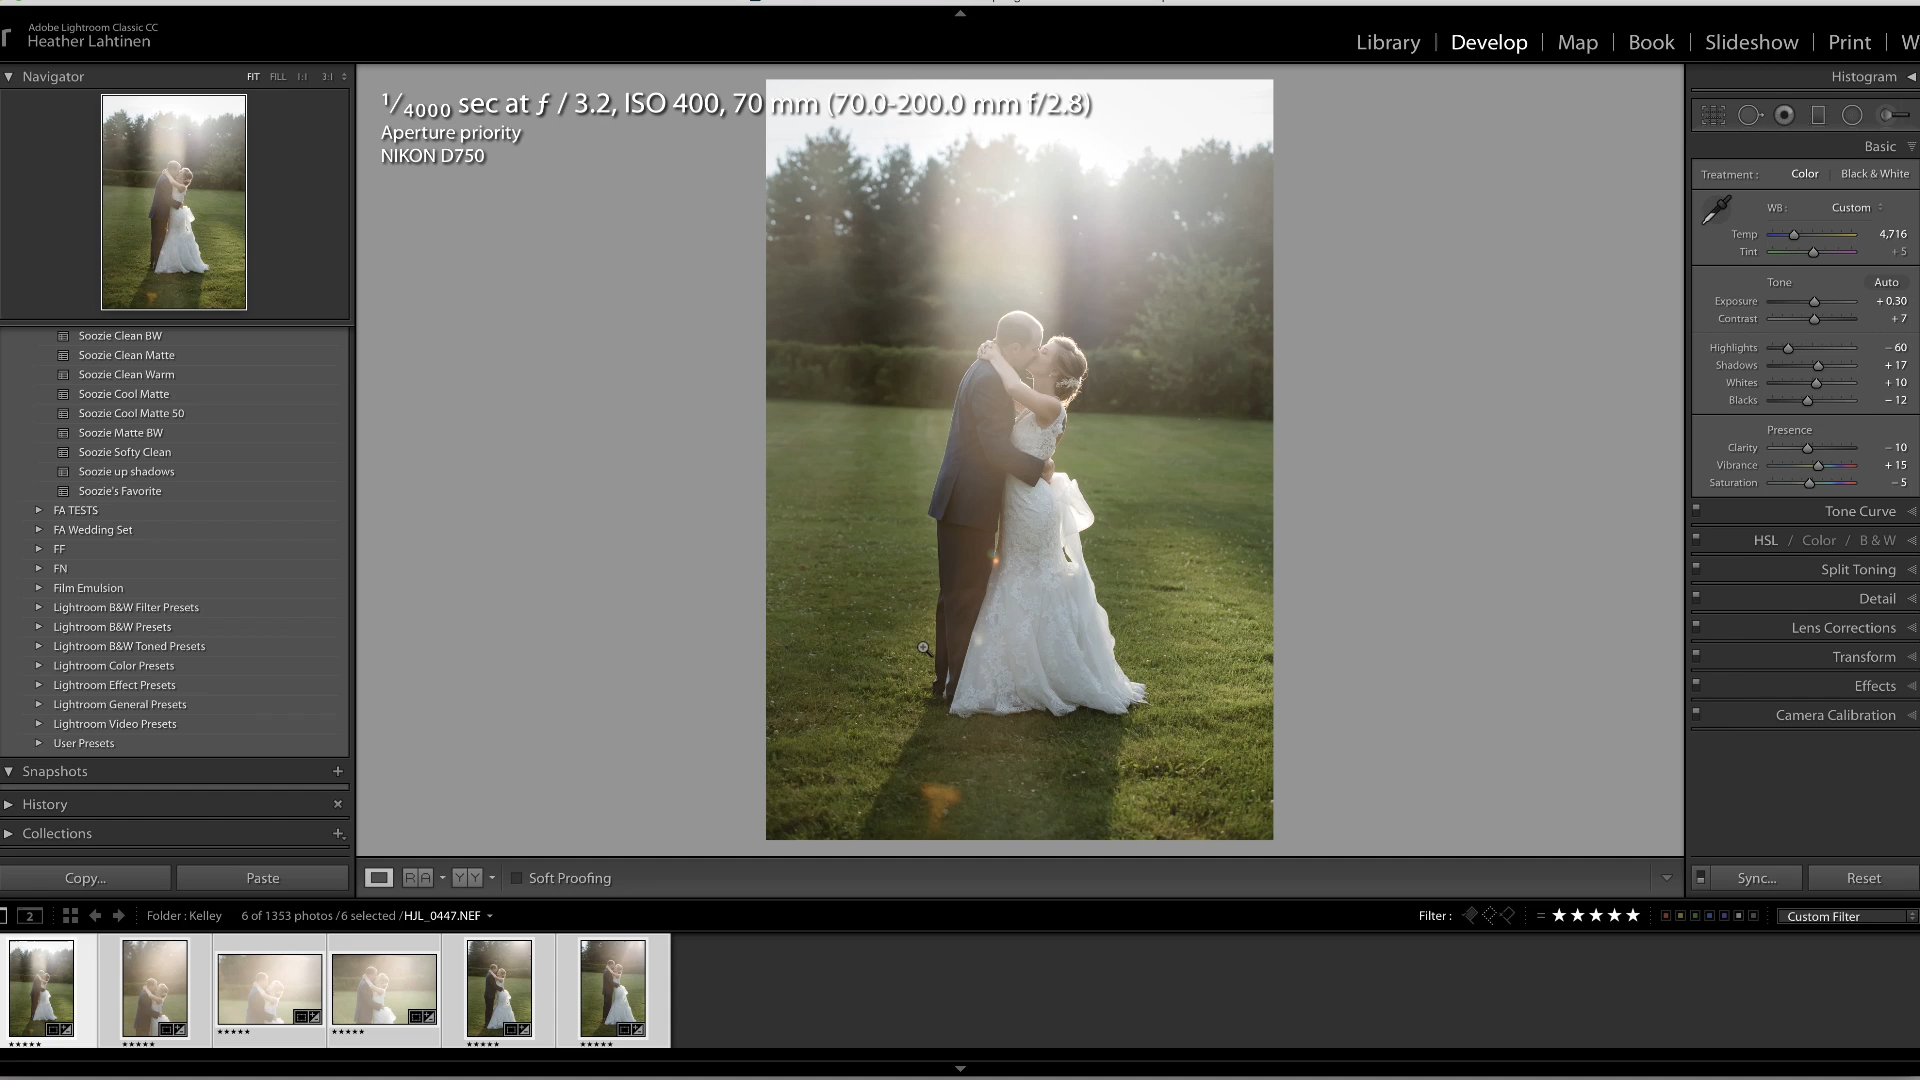 Adobe Lightroom Classic CC
Heather Lahtinen
Library | Develop | Map | Book | Slideshow | Print | W
Navigator FIT FILL 1:1 3:1
Histogram
1/4000 sec at ƒ / 3.2, ISO 400, 70 mm (70.0-200.0 mm f/2.8)
Aperture priority
NIKON D750
Basic
Treatment : Color | Black & White
WB : Custom
Temp 4,716
Tint + 5
Tone Auto
Exposure + 0.30
Contrast + 7
Highlights − 60
Shadows + 17
Whites + 10
Blacks − 12
Presence
Clarity − 10
Vibrance + 15
Saturation − 5
Tone Curve
HSL / Color / B & W
Split Toning
Detail
Lens Corrections
Transform
Effects
Camera Calibration
Soozie Clean BW
Soozie Clean Matte
Soozie Clean Warm
Soozie Cool Matte
Soozie Cool Matte 50
Soozie Matte BW
Soozie Softy Clean
Soozie up shadows
Soozie's Favorite
FA TESTS
FA Wedding Set
FF
FN
Film Emulsion
Lightroom B&W Filter Presets
Lightroom B&W Presets
Lightroom B&W Toned Presets
Lightroom Color Presets
Lightroom Effect Presets
Lightroom General Presets
Lightroom Video Presets
User Presets
Snapshots
History
Collections
Copy... Paste
R A Y Y Soft Proofing
Sync... Reset
2 Folder : Kelley 6 of 1353 photos / 6 selected / HJL_0447.NEF
Filter : = ★★★★★ Custom Filter